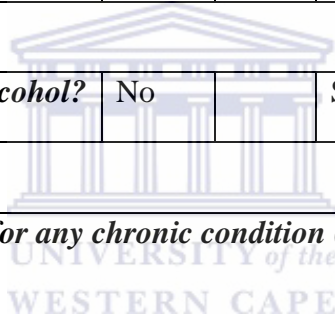 cohol? No
for any chronic condition
UNIVERSITY of the
WESTERN CAPE